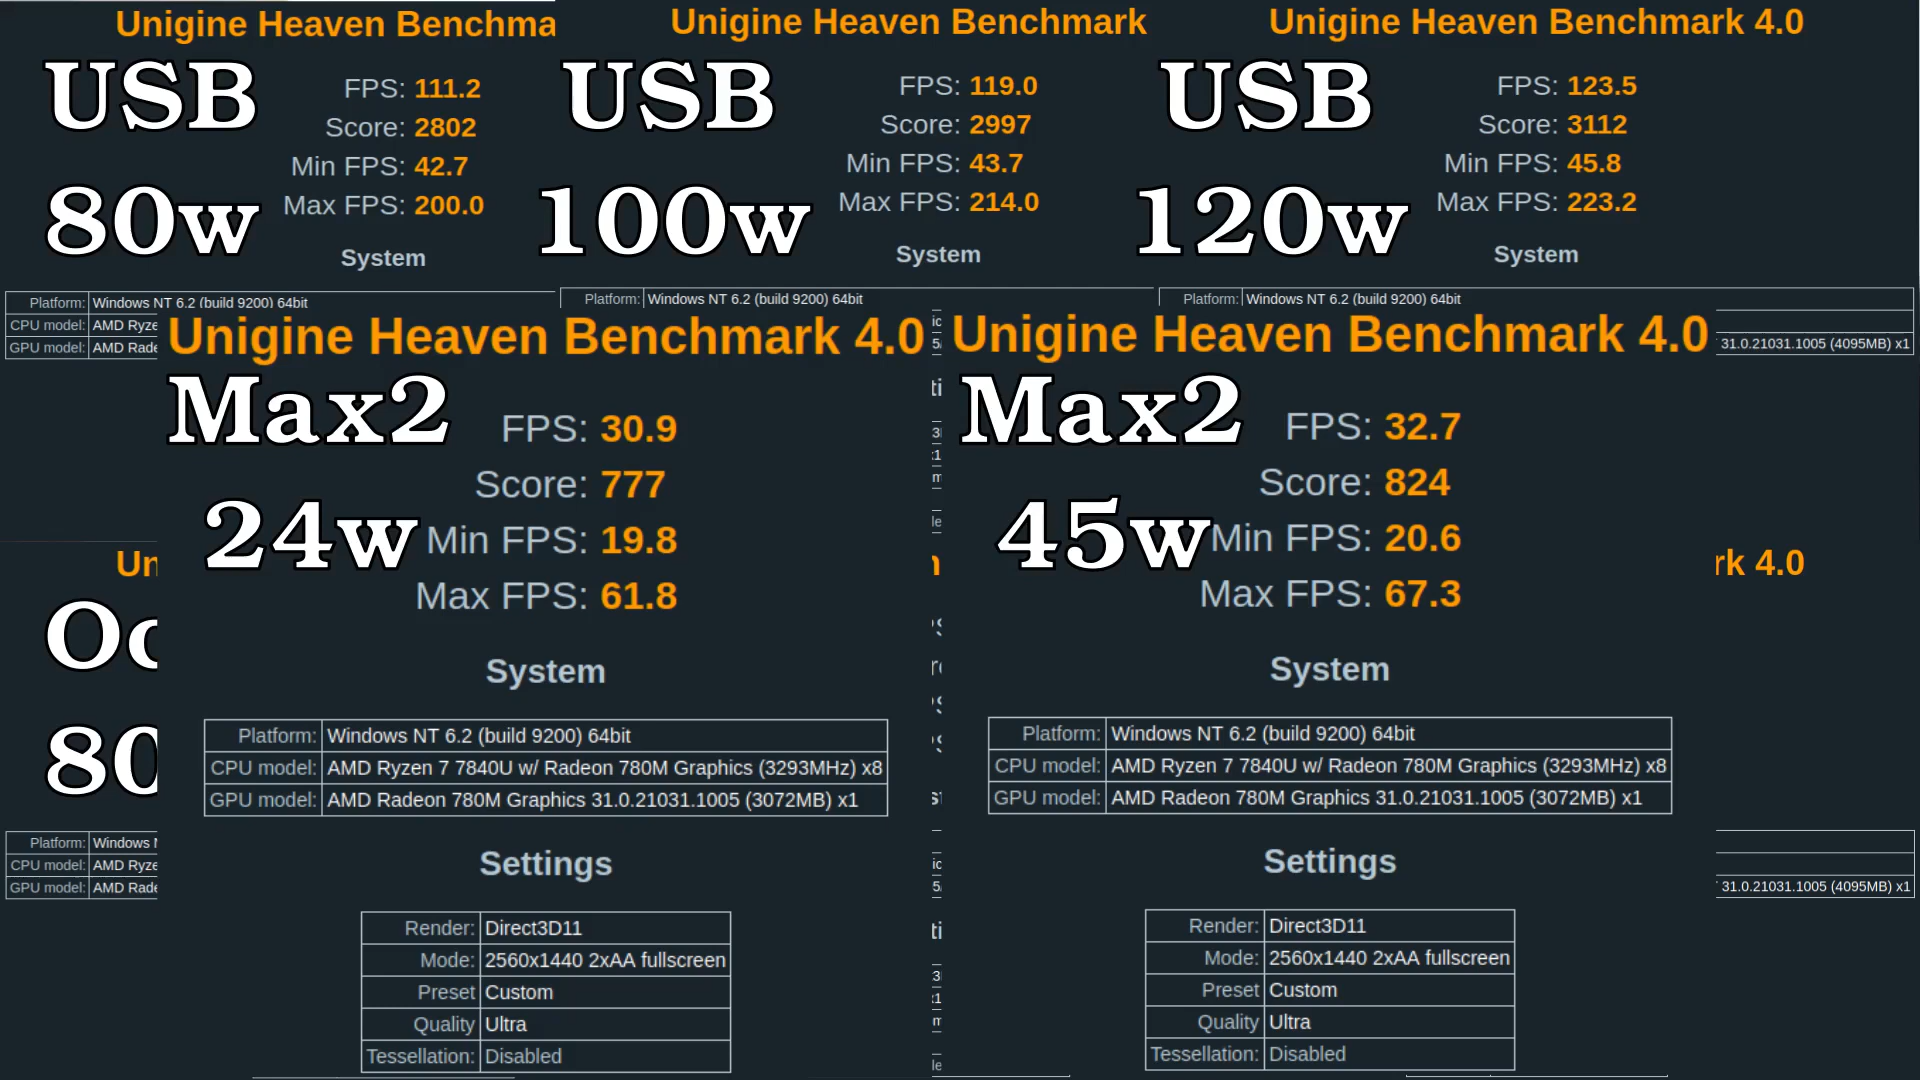 Unigine Heaven Benchma
USB
80w
FPS: 111.2
Score: 2802
Min FPS: 42.7
Max FPS: 200.0
System
Platform: Windows NT 6.2 (build 9200) 64bit
CPU model: AMD Ryze
GPU model: AMD Rade
Unigine Heaven Benchmark
USB
100w
FPS: 119.0
Score: 2997
Min FPS: 43.7
Max FPS: 214.0
System
Platform: Windows NT 6.2 (build 9200) 64bit
Unigine Heaven Benchmark 4.0
USB
120w
FPS: 123.5
Score: 3112
Min FPS: 45.8
Max FPS: 223.2
System
Platform: Windows NT 6.2 (build 9200) 64bit
31.0.21031.1005 (4095MB) x1
Unigine Heaven Benchmark 4.0
Max2
24w
FPS: 30.9
Score: 777
Min FPS: 19.8
Max FPS: 61.8
System
Platform: Windows NT 6.2 (build 9200) 64bit
CPU model: AMD Ryzen 7 7840U w/ Radeon 780M Graphics (3293MHz) x8
GPU model: AMD Radeon 780M Graphics 31.0.21031.1005 (3072MB) x1
Settings
Render: Direct3D11
Mode: 2560x1440 2xAA fullscreen
Preset Custom
Quality Ultra
Tessellation: Disabled
Unigine Heaven Benchmark 4.0
Max2
45w
FPS: 32.7
Score: 824
Min FPS: 20.6
Max FPS: 67.3
System
Platform: Windows NT 6.2 (build 9200) 64bit
CPU model: AMD Ryzen 7 7840U w/ Radeon 780M Graphics (3293MHz) x8
GPU model: AMD Radeon 780M Graphics 31.0.21031.1005 (3072MB) x1
Settings
Render: Direct3D11
Mode: 2560x1440 2xAA fullscreen
Preset Custom
Quality Ultra
Tessellation: Disabled
Un
Oc
80
Platform: Windows
CPU model: AMD Ryze
GPU model: AMD Rade
rk 4.0
31.0.21031.1005 (4095MB) x1